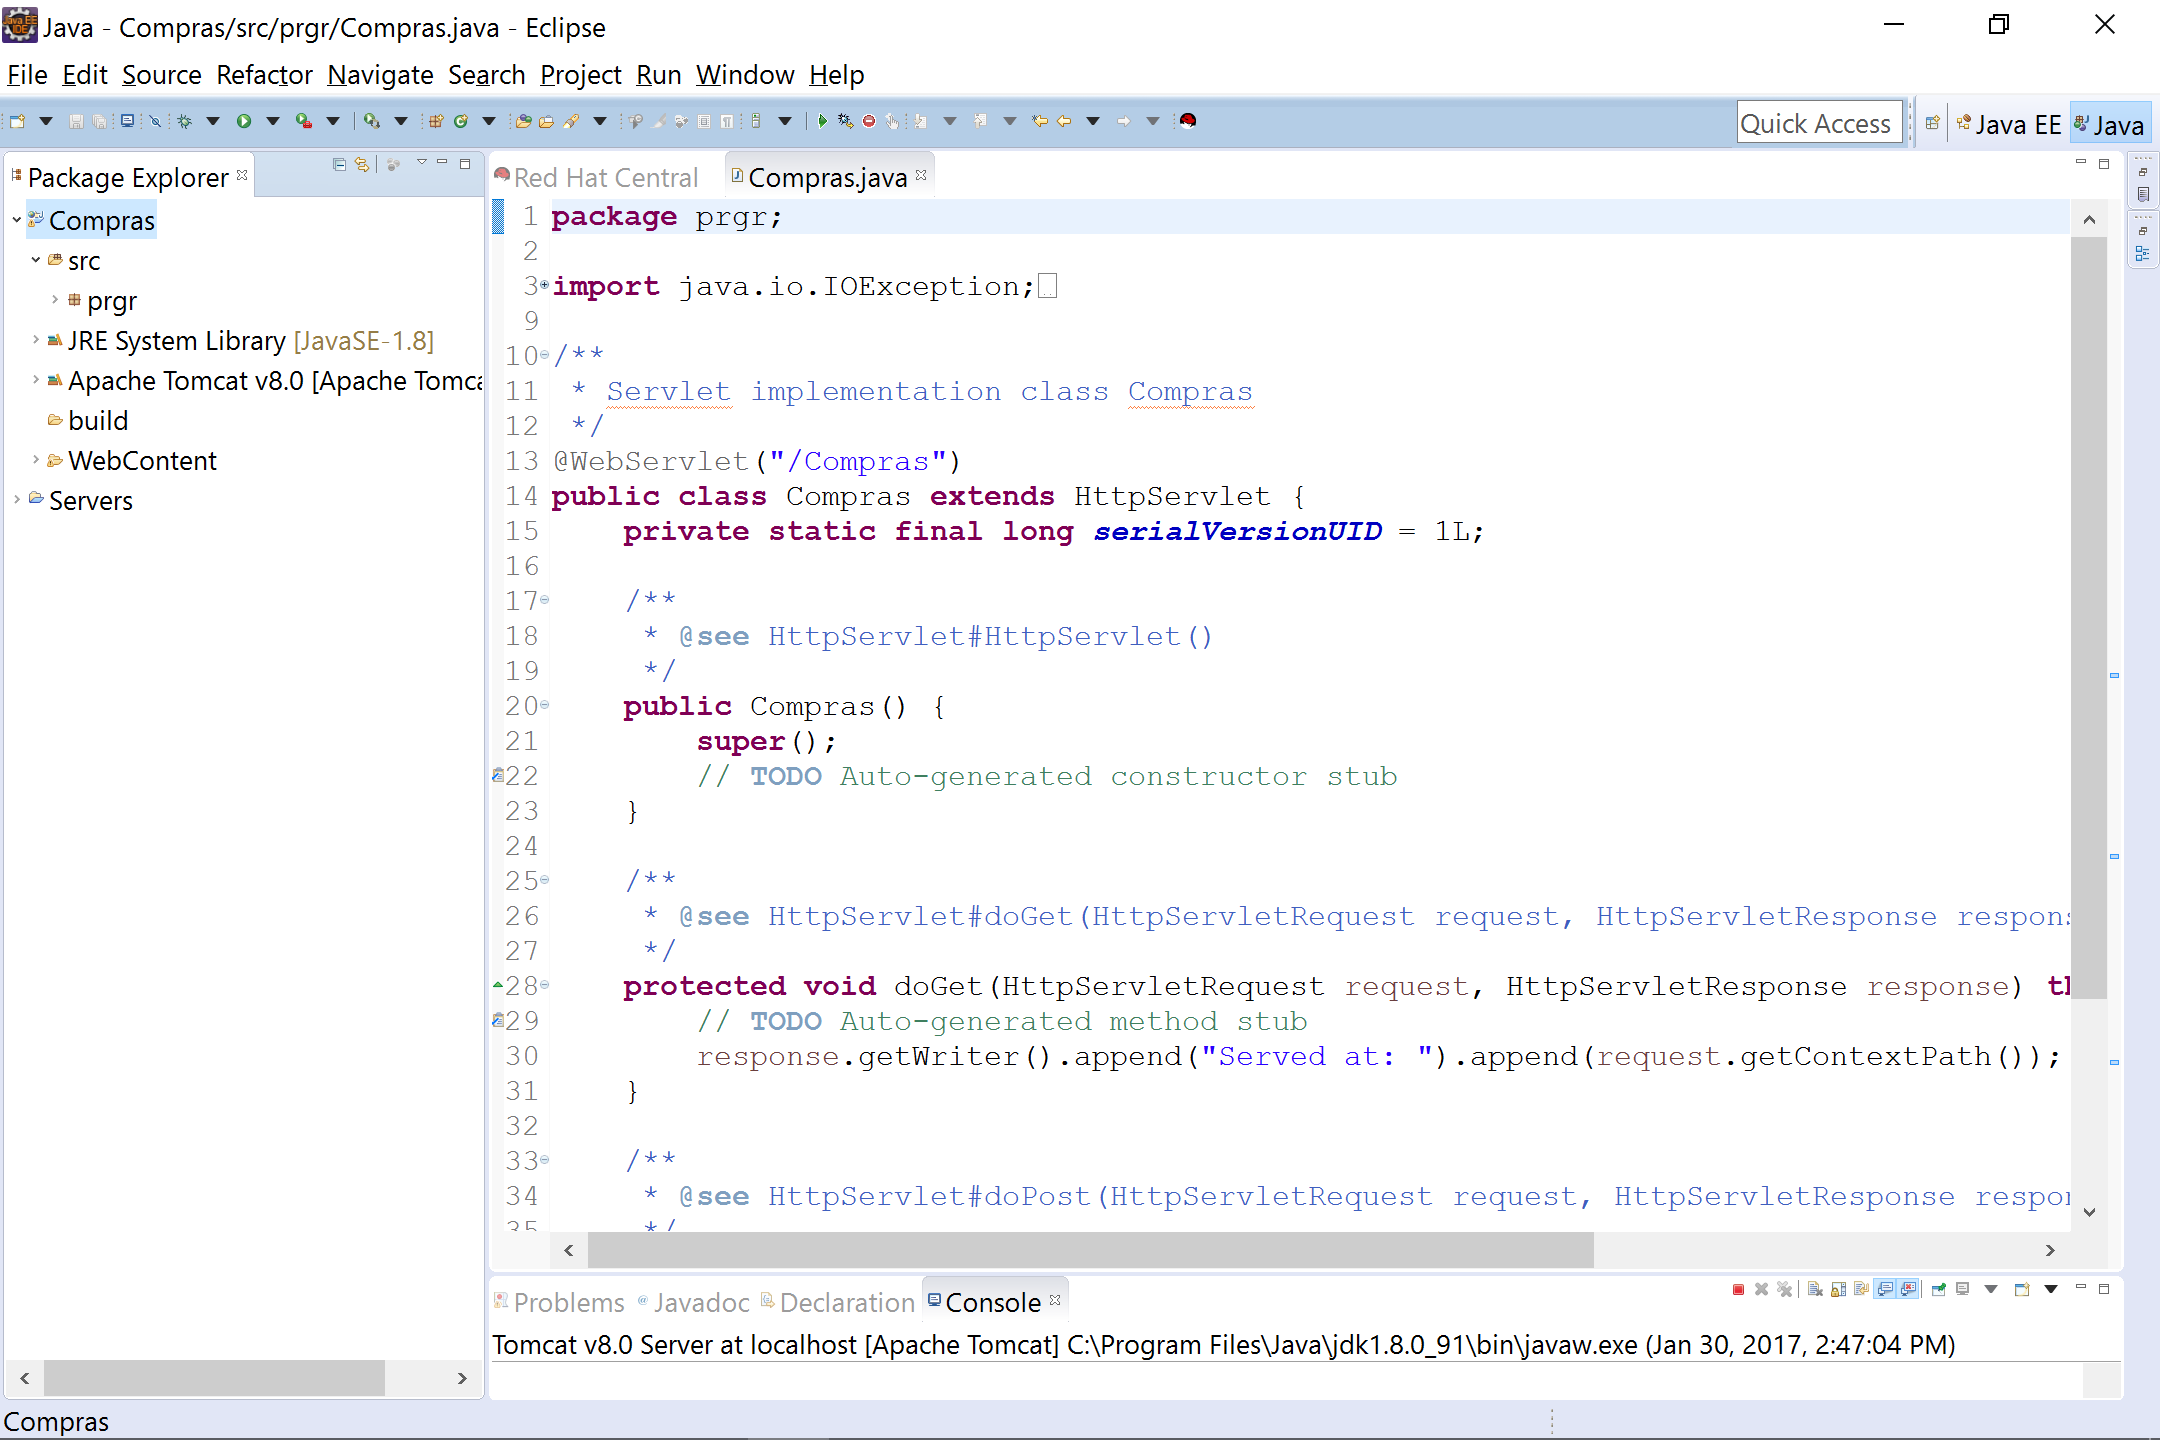 Java - Compras/src/prgr/Compras.java - Eclipse
File Edit Source Refactor Navigate Search Project Run Window Help
Quick Access
Java EE
Java
Package Explorer
Compras
src
prgr
JRE System Library [JavaSE-1.8]
Apache Tomcat v8.0 [Apache Tomca
build
WebContent
Servers
Red Hat Central
Compras.java
1 package prgr;
2
3 import java.io.IOException;
9
10 /**
11 * Servlet implementation class Compras
12 */
13 @WebServlet("/Compras")
14 public class Compras extends HttpServlet {
15 private static final long serialVersionUID = 1L;
16
17 /**
18 * @see HttpServlet#HttpServlet()
19 */
20 public Compras() {
21 super();
22 // TODO Auto-generated constructor stub
23 }
24
25 /**
26 * @see HttpServlet#doGet(HttpServletRequest request, HttpServletResponse respons
27 */
28 protected void doGet(HttpServletRequest request, HttpServletResponse response) th
29 // TODO Auto-generated method stub
30 response.getWriter().append("Served at: ").append(request.getContextPath());
31 }
32
33 /**
34 * @see HttpServlet#doPost(HttpServletRequest request, HttpServletResponse respon
35 */
Problems Javadoc Declaration Console
Tomcat v8.0 Server at localhost [Apache Tomcat] C:\Program Files\Java\jdk1.8.0_91\bin\javaw.exe (Jan 30, 2017, 2:47:04 PM)
Compras